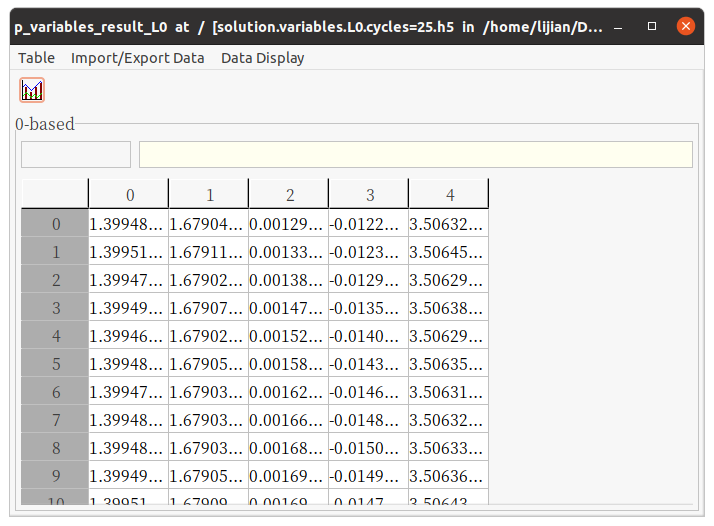 p_variables_result_L0 at / [solution.variables.L0.cycles=25.h5 in /home/lijian/D...
Table Import/Export Data Data Display
0-based
0 1 2 3 4
0 1.39948... 1.67904... 0.00129... -0.0122... 3.50632...
1 1.39951... 1.67911... 0.00133... -0.0123... 3.50645...
2 1.39947... 1.67902... 0.00138... -0.0129... 3.50629...
3 1.39949... 1.67907... 0.00147... -0.0135... 3.50638...
4 1.39946... 1.67902... 0.00152... -0.0140... 3.50629...
5 1.39948... 1.67905... 0.00158... -0.0143... 3.50635...
6 1.39947... 1.67903... 0.00162... -0.0146... 3.50631...
7 1.39948... 1.67903... 0.00166... -0.0148... 3.50632...
8 1.39948... 1.67903... 0.00168... -0.0150... 3.50633...
9 1.39949... 1.67905... 0.00169... -0.0149... 3.50636...
10 1.39951... 1.67909... 0.00169... -0.0147... 3.50643...